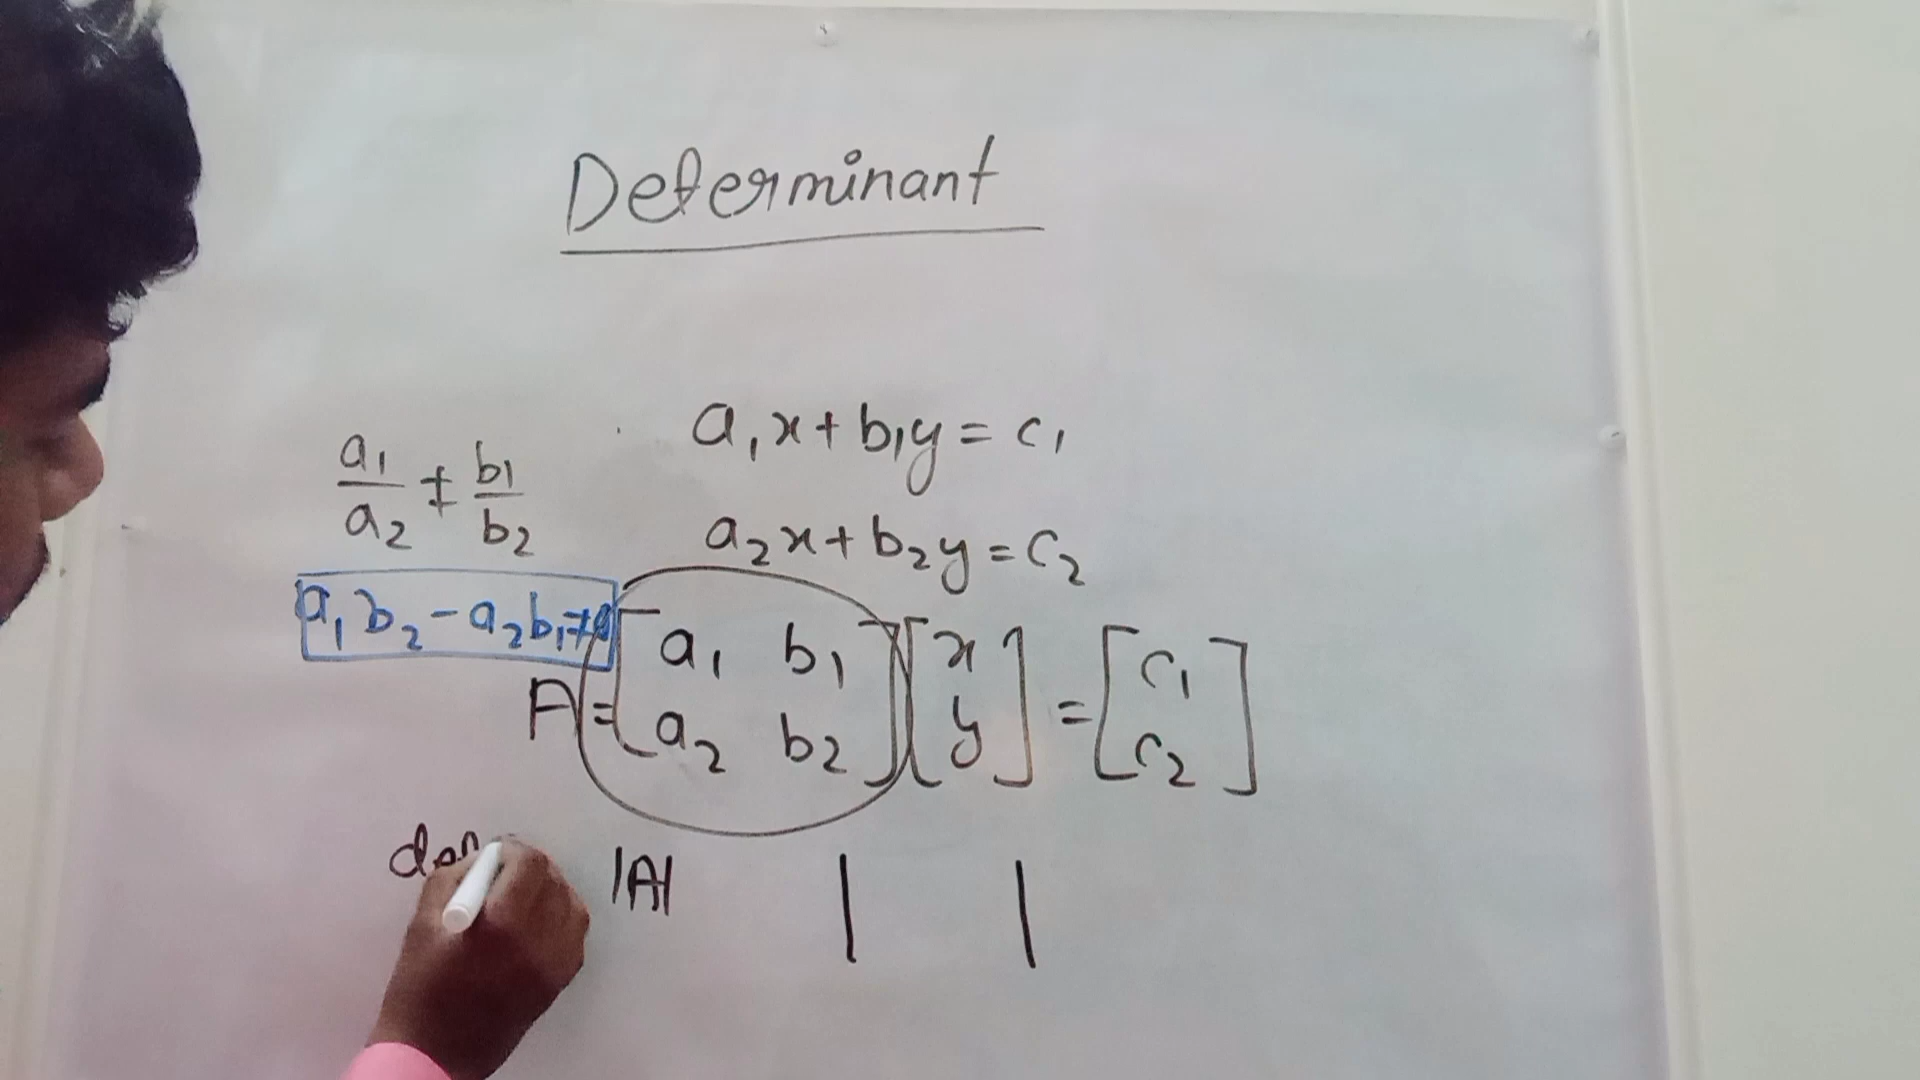 Determinant
a₁x + b₁y = c₁
a₁/a₂ ≠ b₁/b₂
a₂x + b₂y = c₂
a₁b₂ - a₂b₁ ≠ 0
A = [a₁ b₁ [x = [c₁
a₂ b₂] y] c₂]
|A| | |